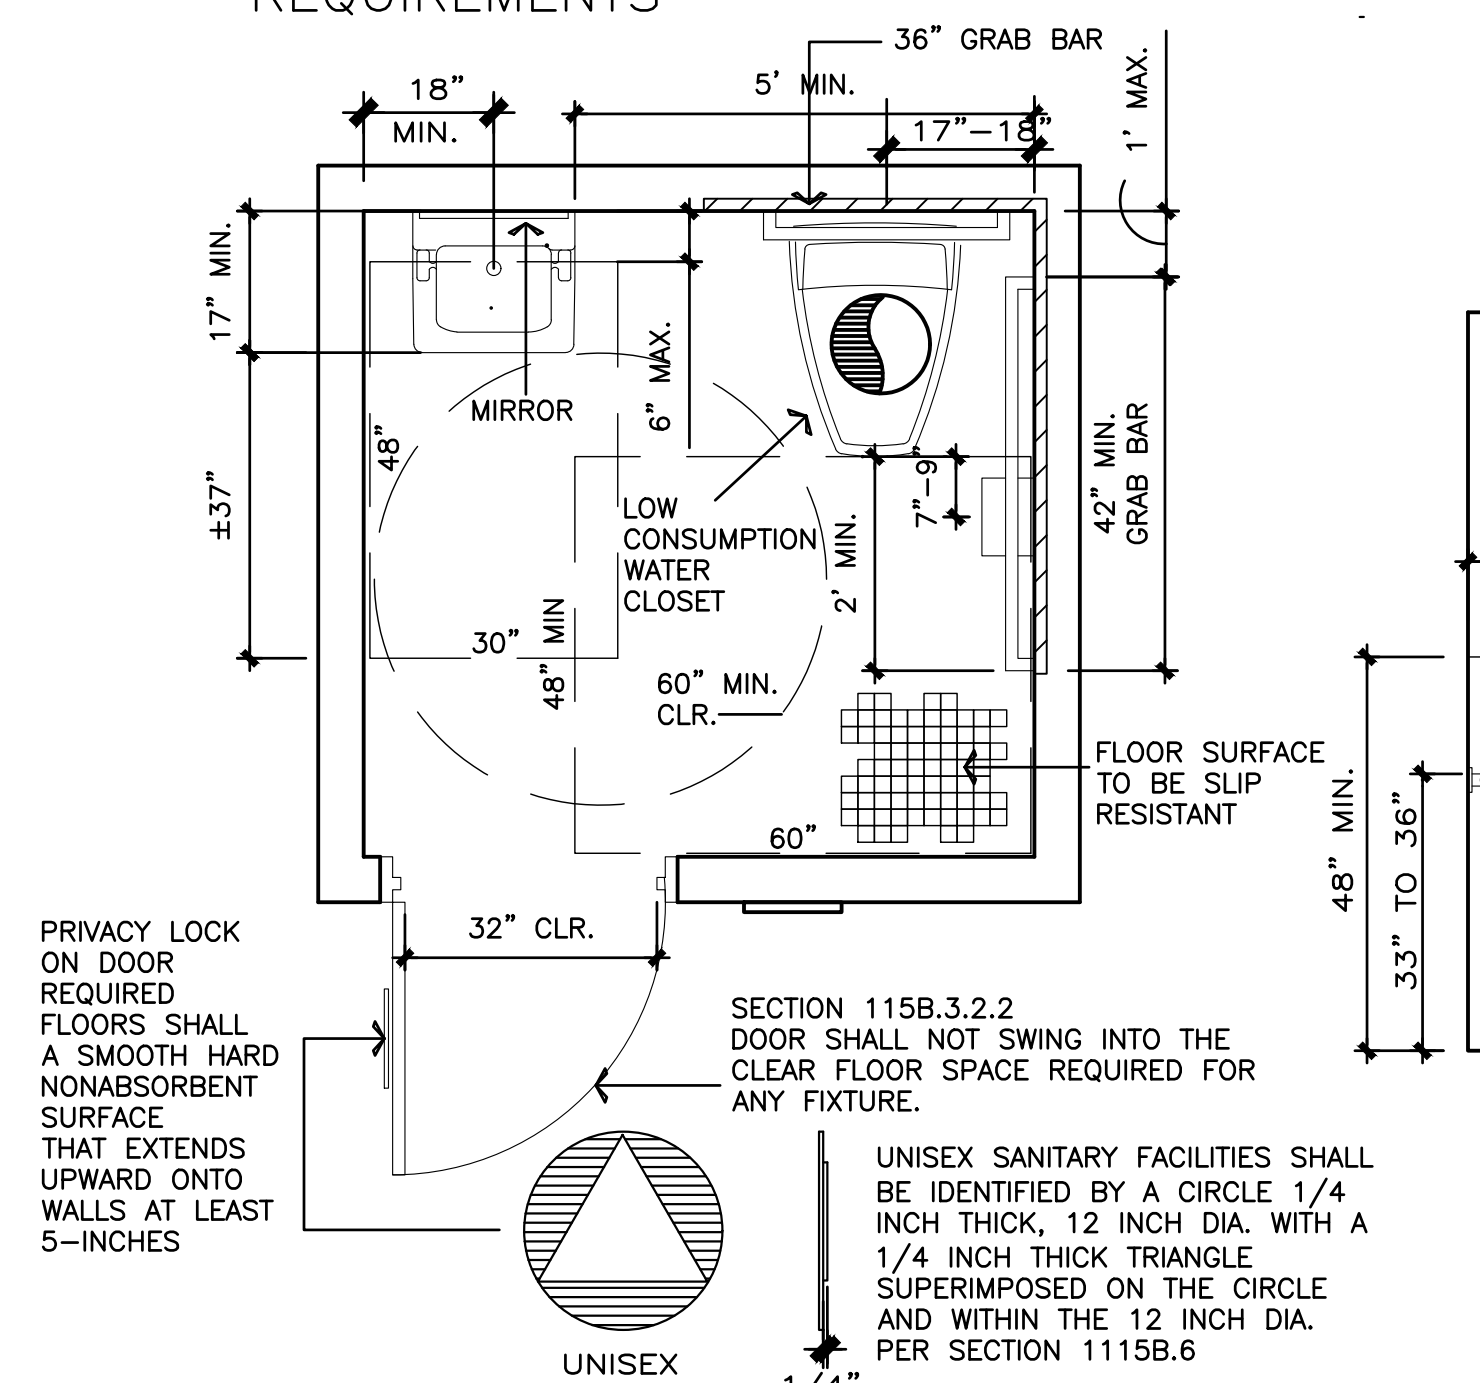 REQUIREMENTS
36” GRAB BAR
18”
MIN.
5’ MIN.
17”-18”
1’ MAX.
17” MIN.
±37”
MIRROR
48”
6” MAX.
LOW
CONSUMPTION
WATER
CLOSET
2’ MIN.
7”-9”
42” MIN.
GRAB BAR
30”
48” MIN
60” MIN.
CLR.
60”
FLOOR SURFACE
TO BE SLIP
RESISTANT
48” MIN.
33” TO 36”
32” CLR.
PRIVACY LOCK
ON DOOR
REQUIRED
FLOORS SHALL
A SMOOTH HARD
NONABSORBENT
SURFACE
THAT EXTENDS
UPWARD ONTO
WALLS AT LEAST
5-INCHES
SECTION 115B.3.2.2
DOOR SHALL NOT SWING INTO THE
CLEAR FLOOR SPACE REQUIRED FOR
ANY FIXTURE.
UNISEX
UNISEX SANITARY FACILITIES SHALL
BE IDENTIFIED BY A CIRCLE 1/4
INCH THICK, 12 INCH DIA. WITH A
1/4 INCH THICK TRIANGLE
SUPERIMPOSED ON THE CIRCLE
AND WITHIN THE 12 INCH DIA.
PER SECTION 1115B.6
1/4”